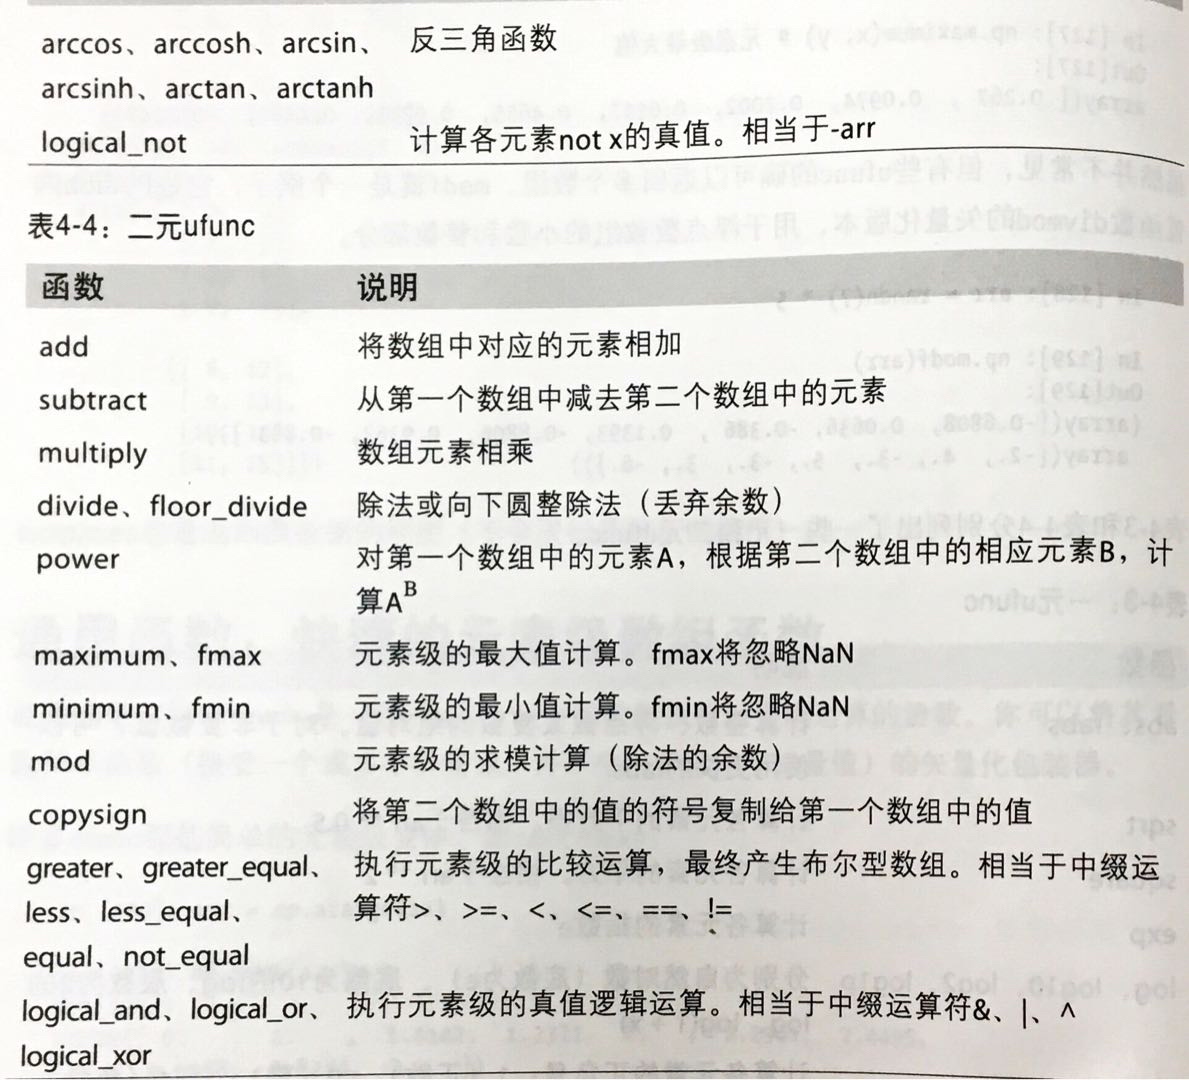 arccos、arccosh、arcsin、 反三角函数
arcsinh、arctan、arctanh
logical_not 计算各元素not x的真值。相当于-arr
表4-4：二元ufunc
函数 说明
add 将数组中对应的元素相加
subtract 从第一个数组中减去第二个数组中的元素
multiply 数组元素相乘
divide、floor_divide 除法或向下圆整除法（丢弃余数）
power 对第一个数组中的元素A，根据第二个数组中的相应元素B，计
算A^B
maximum、fmax 元素级的最大值计算。fmax将忽略NaN
minimum、fmin 元素级的最小值计算。fmin将忽略NaN
mod 元素级的求模计算（除法的余数）
copysign 将第二个数组中的值的符号复制给第一个数组中的值
greater、greater_equal、 执行元素级的比较运算，最终产生布尔型数组。相当于中缀运
less、less_equal、 算符>、>=、<、<=、==、!=
equal、not_equal
logical_and、logical_or、 执行元素级的真值逻辑运算。相当于中缀运算符&、|、^
logical_xor